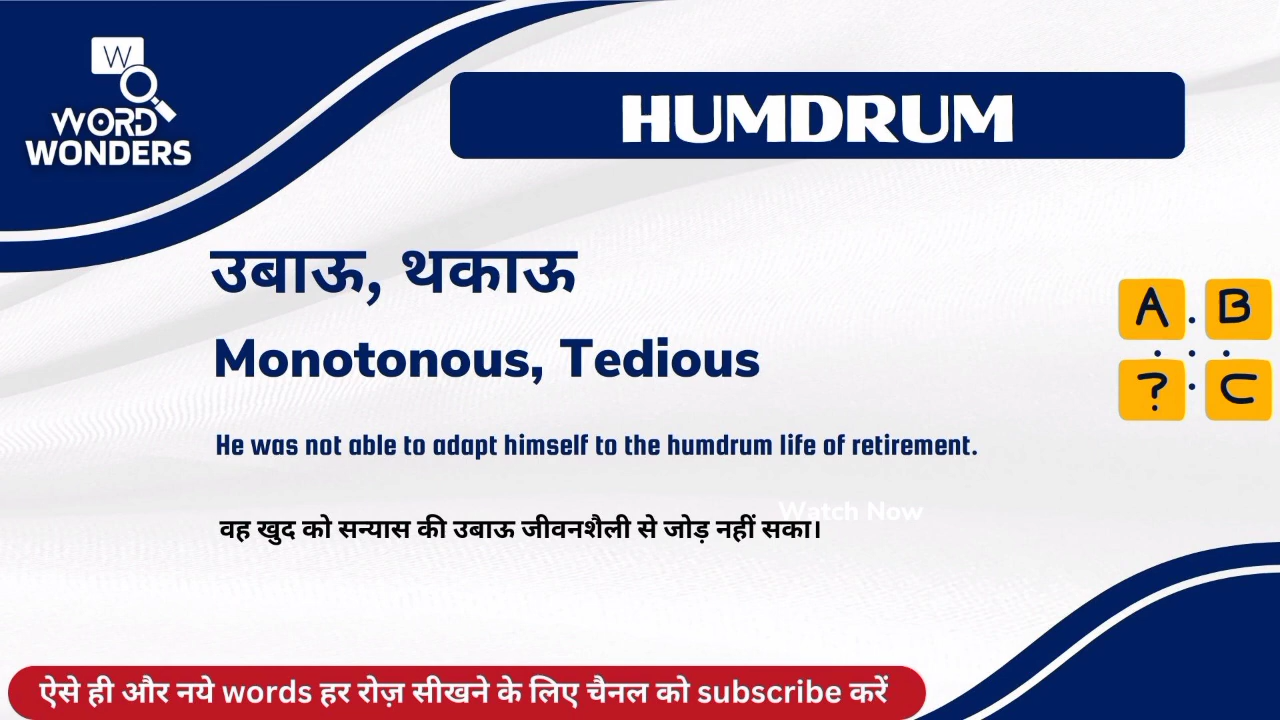 W
WORD
WONDERS
HUMDRUM
उबाऊ, थकाऊ
Monotonous, Tedious
A B
? C
He was not able to adapt himself to the humdrum life of retirement.
Watch Now
वह खुद को सन्यास की उबाऊ जीवनशैली से जोड़ नहीं सका।
ऐसे ही और नये words हर रोज़ सीखने के लिए चैनल को subscribe करें